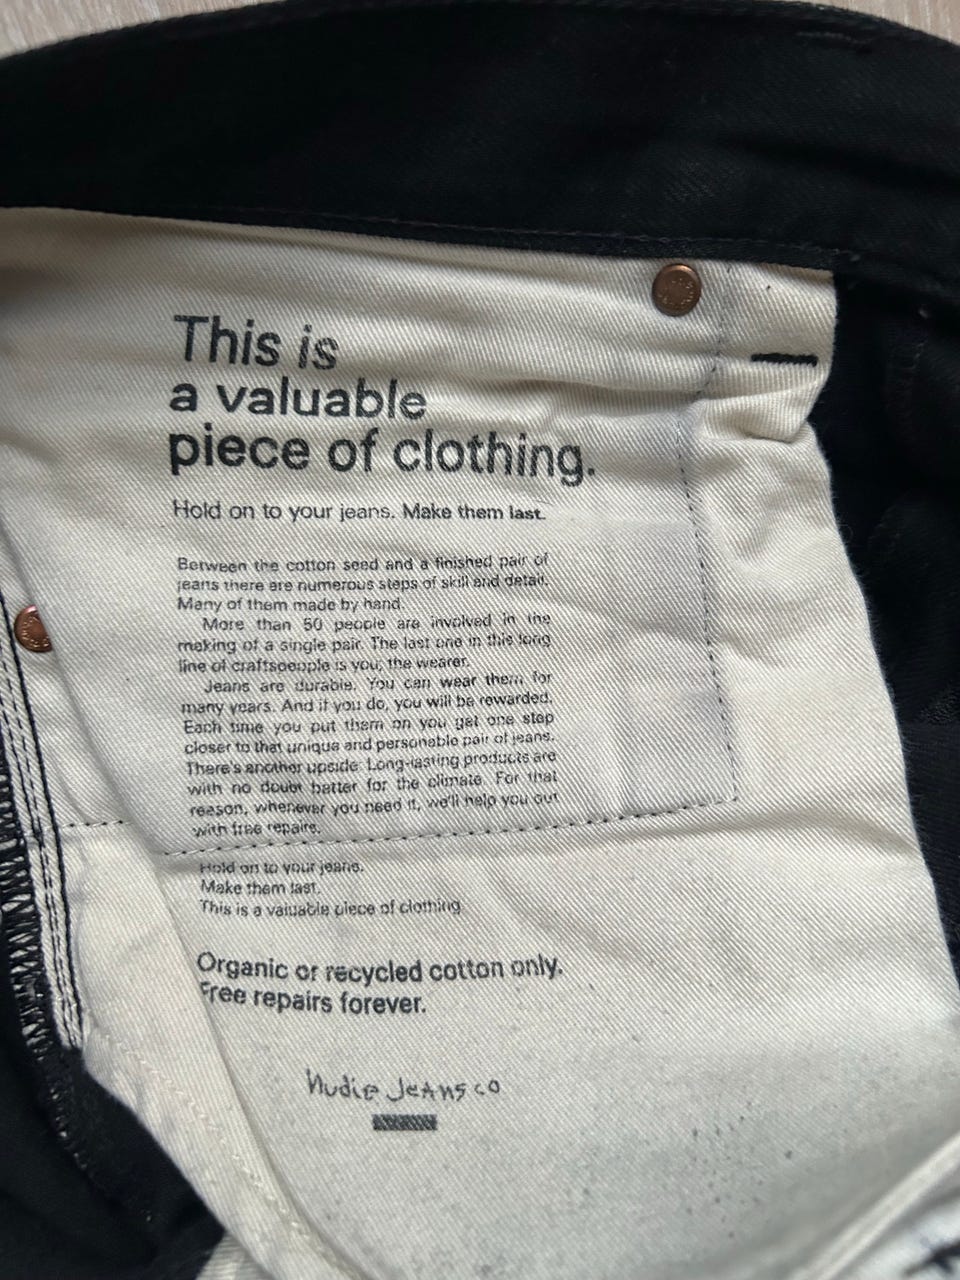 This is
a valuable
piece of clothing.
Hold on to your jeans. Make them last.
Between the cotton seed and a finished pair of
jeans there are numerous steps of skill and detail.
Many of them made by hand.
More than 50 people are involved in the
making of a single pair. The last one in this long
line of craftspeople is you; the wearer.
Jeans are durable. You can wear them for
many years. And if you do, you will be rewarded.
Each time you put them on you get one step
closer to that unique and personable pair of jeans.
There's another upside: Long-lasting products are
with no doubt better for the climate. For that
reason, whenever you need it, we'll help you out
with free repairs.
Hold on to your jeans.
Make them last.
This is a valuable piece of clothing
Organic or recycled cotton only.
Free repairs forever.
Nudie Jeans co